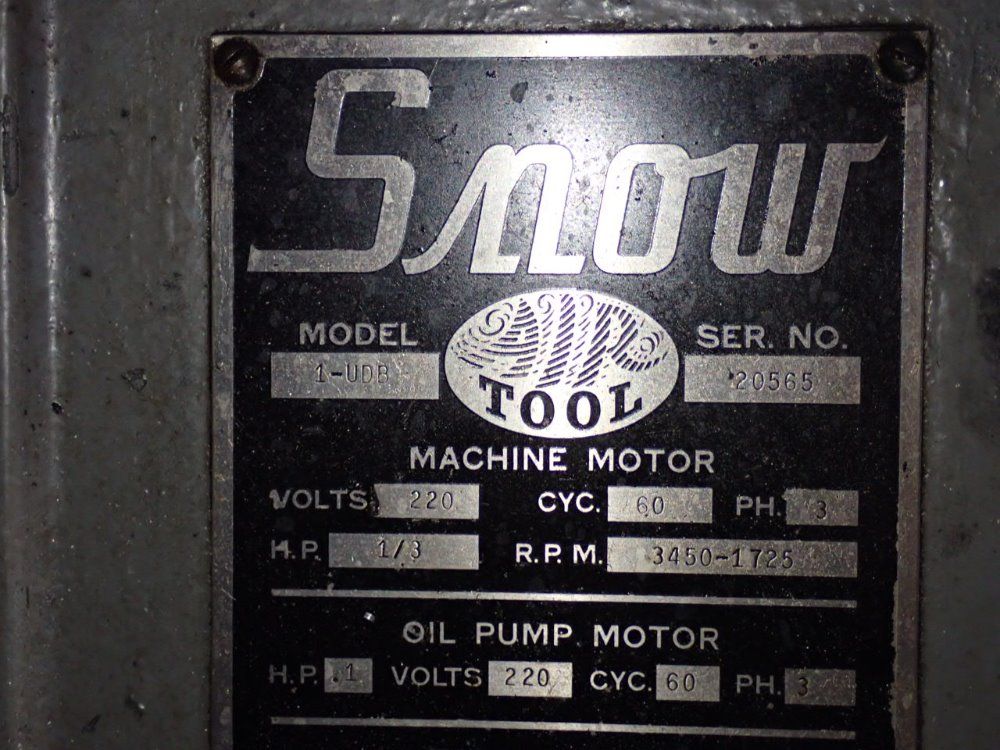 Snow
AIR
TOOL
MODEL 1-UDB SER. NO. 20565
MACHINE MOTOR
VOLTS 220 CYC. 60 PH. 3
H.P. 1/3 R.P.M. 3450-1725
OIL PUMP MOTOR
H.P. .1 VOLTS 220 CYC. 60 PH. 3